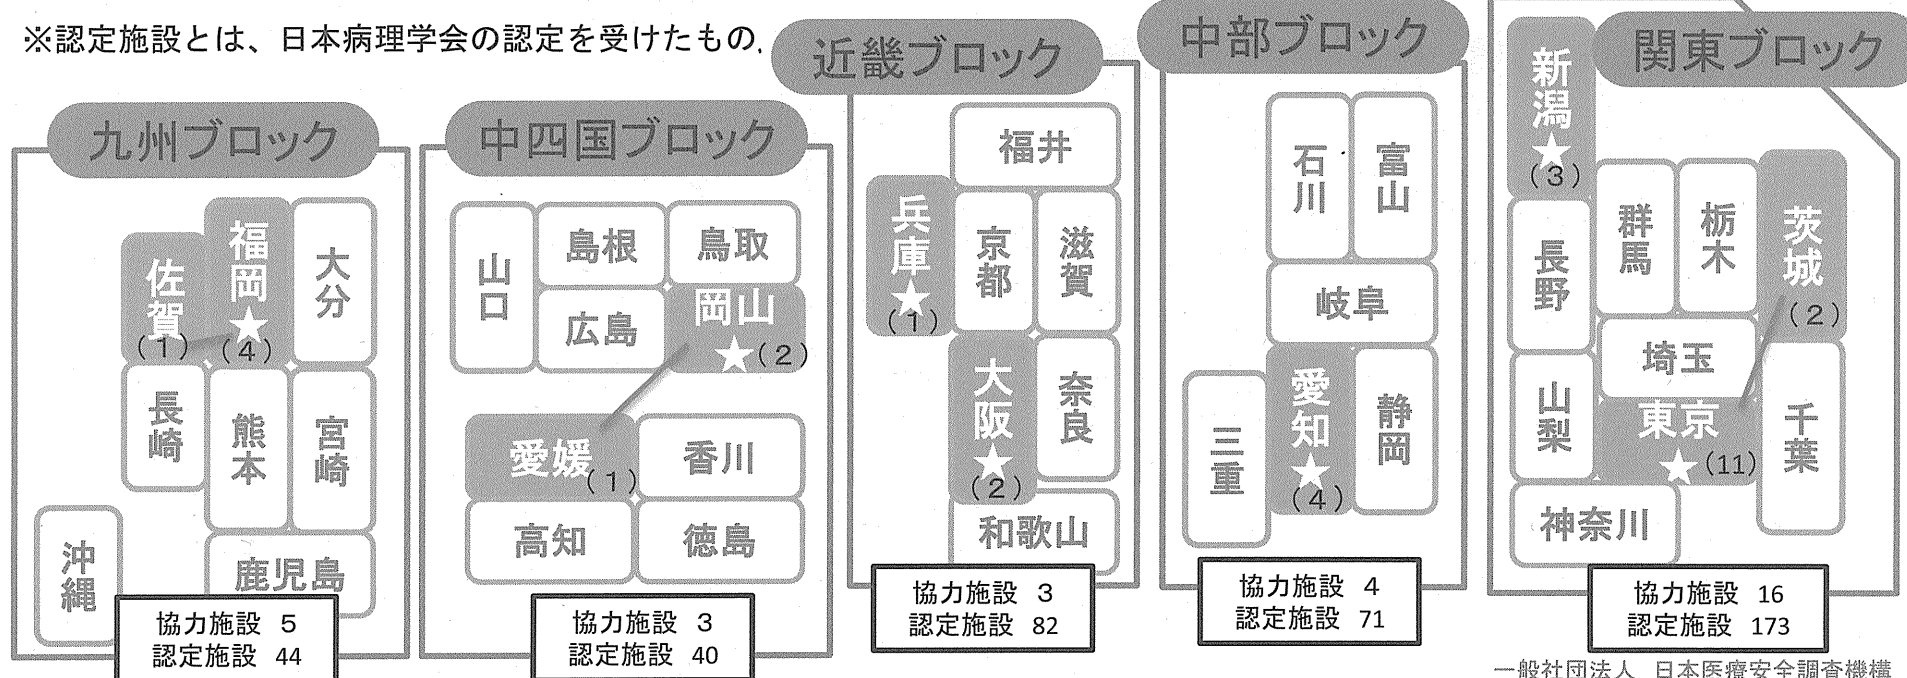 ※認定施設とは、日本病理学会の認定を受けたもの.
九州ブロック
佐賀
(1)
福岡
★
(4)
大分
長崎
熊本
宮崎
沖縄
鹿児島
協力施設 5
認定施設 44
中四国ブロック
山口
島根
鳥取
広島
岡山
★(2)
愛媛
(1)
香川
高知
徳島
協力施設 3
認定施設 40
近畿ブロック
福井
兵庫
★
(1)
京都
滋賀
大阪
★
(2)
奈良
和歌山
協力施設 3
認定施設 82
中部ブロック
石川
富山
岐阜
三重
愛知
★
(4)
静岡
協力施設 4
認定施設 71
関東ブロック
新潟
★
(3)
長野
群馬
栃木
茨城
(2)
埼玉
山梨
東京
★(11)
千葉
神奈川
協力施設 16
認定施設 173
一般社団法人 日本医療安全調査機構